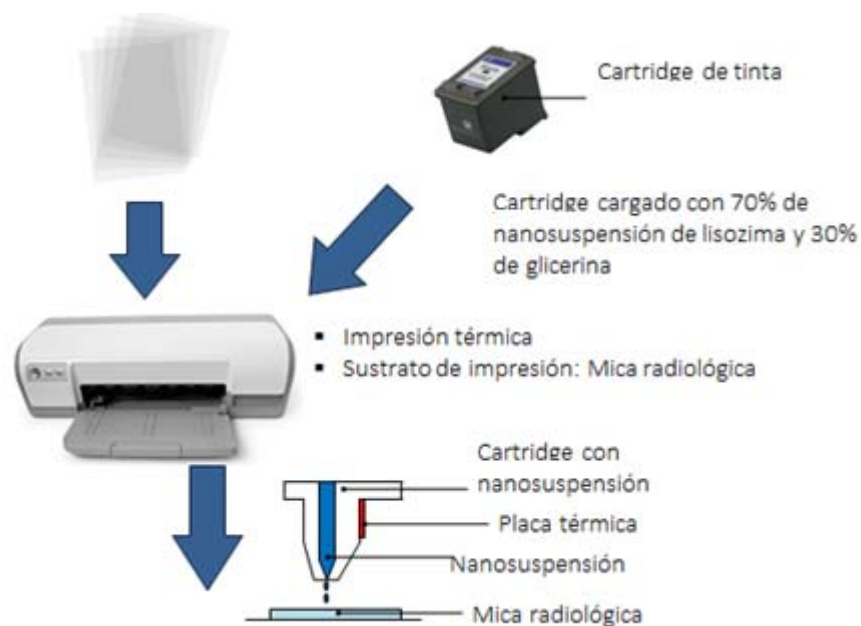 Cartridge de tinta
Cartridge cargado con 70% de
nanosuspensión de lisozima y 30%
de glicerina
▪ Impresión térmica
▪ Sustrato de impresión: Mica radiológica
Cartridge con
nanosuspensión
Placa térmica
Nanosuspensión
Mica radiológica